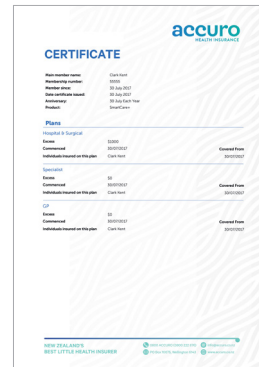 accuro
HEALTH INSURANCE
CERTIFICATE
Main member name: Clark Kent
Membership number:
Member since: 30 July 2017
Date certificate issued: 30 July 2017
Anniversary: 30 July Each Year
Product: SmartCare+
Plans
Hospital & Surgical
Excess
Commenced 30/07/2017 Covered From
Individuals insured on this plan Clark Kent 30/07/2017
Specialist
Excess $0
Commenced 30/07/2017 Covered From
Individuals insured on this plan Clark Kent 30/07/2017
GP
Excess $0
Commenced 30/07/2017 Covered From
Individuals insured on this plan Clark Kent 30/07/2017
NEW ZEALAND'S
BEST LITTLE HEALTH INSURER